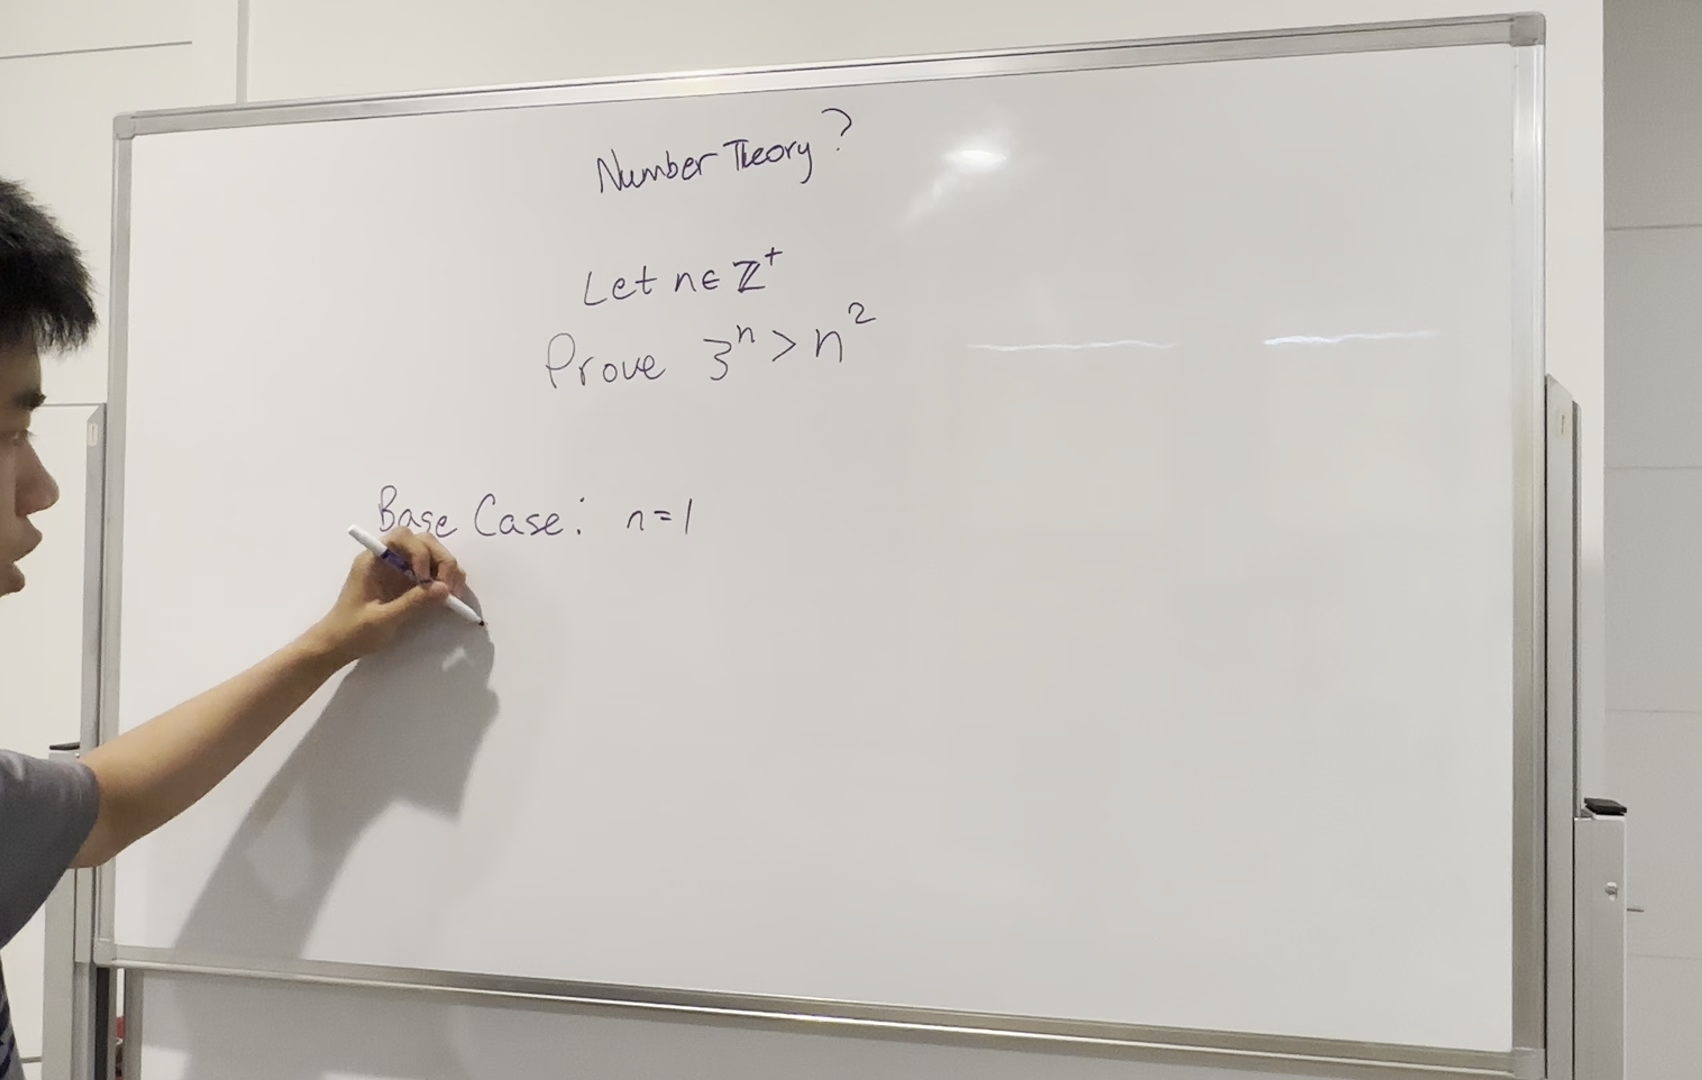 Number Theory?
Let n ∈ ℤ⁺
Prove 3ⁿ > n²
Base Case: n=1